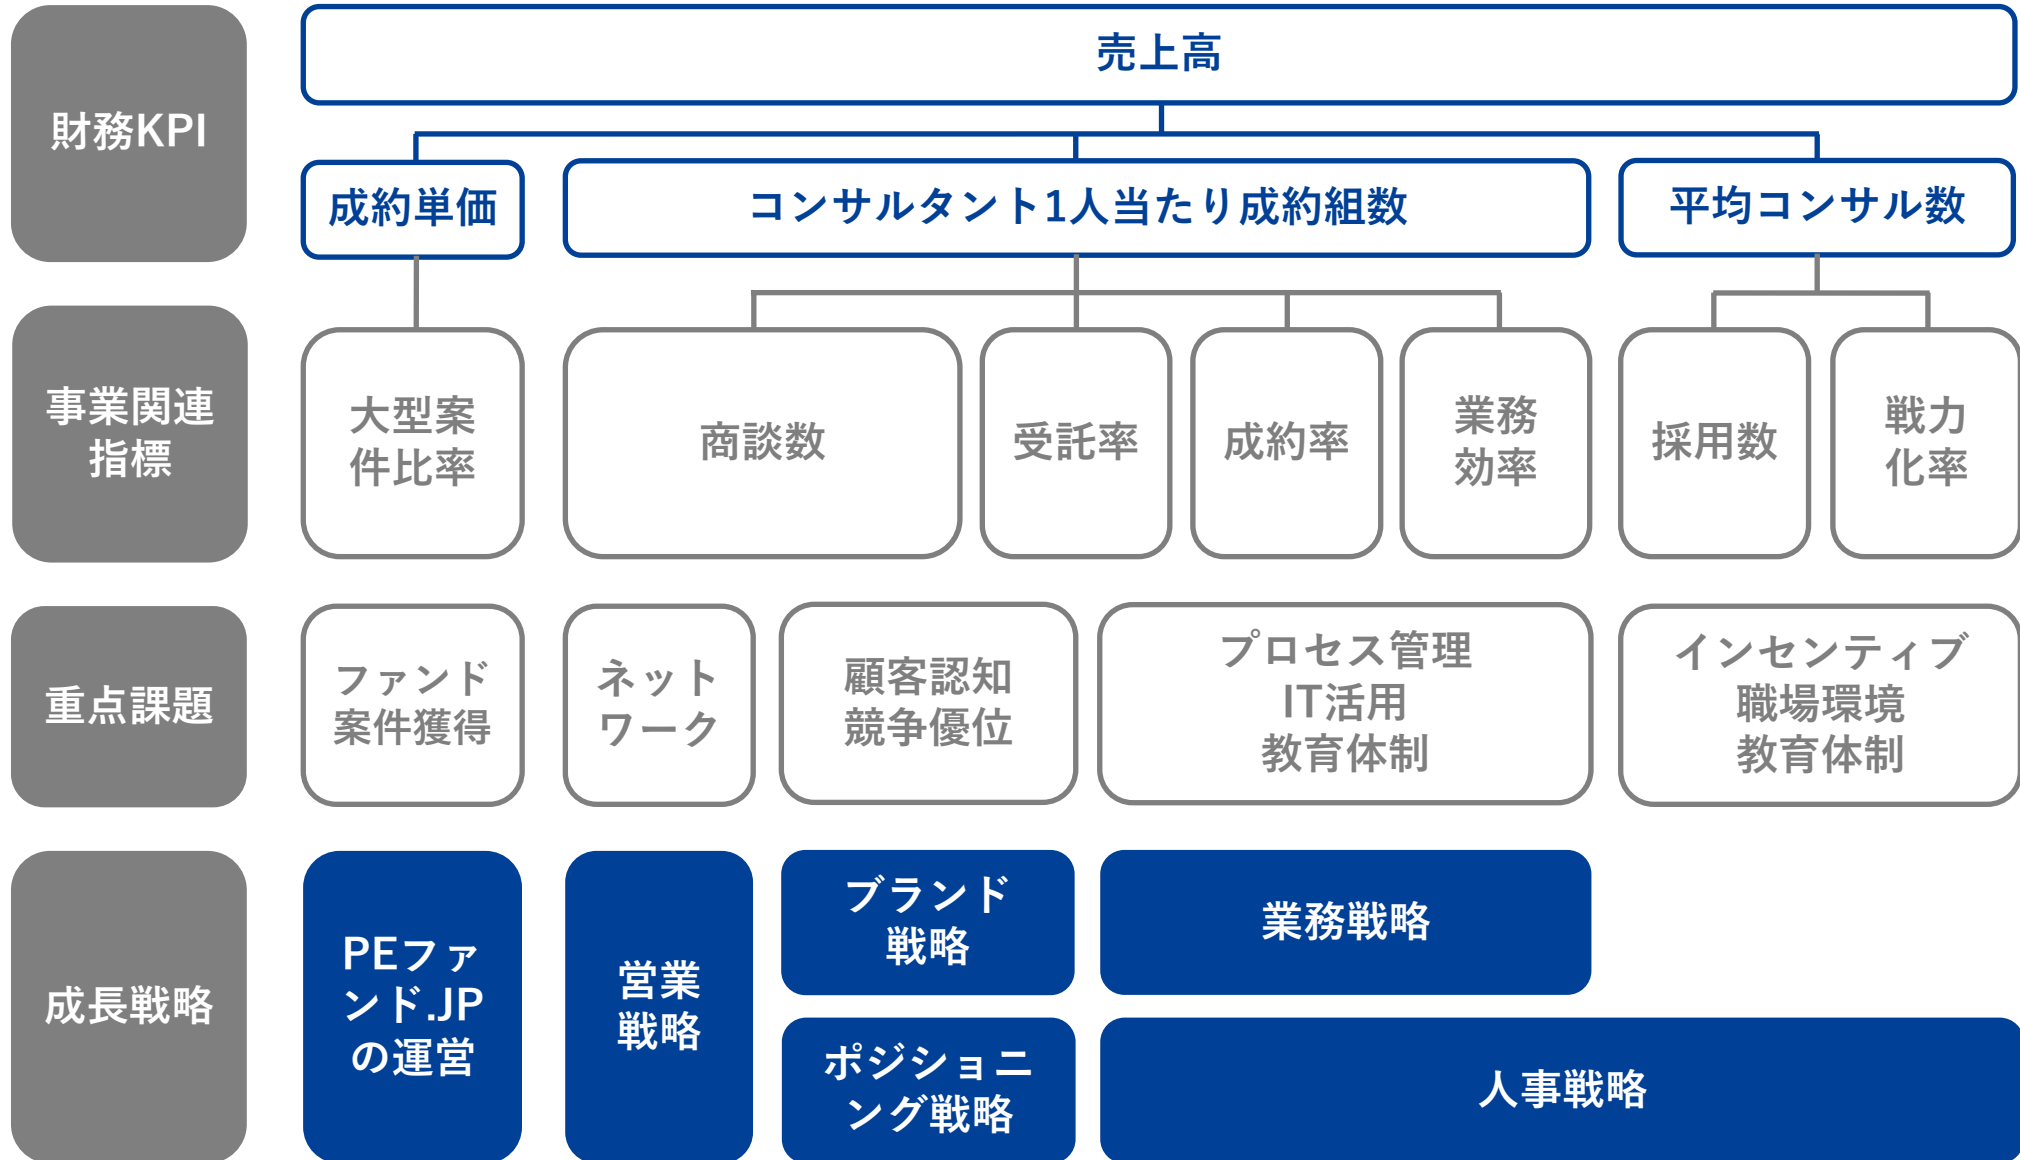 財務KPI
売上高
成約単価
コンサルタント1人当たり成約組数
平均コンサル数
事業関連
指標
大型案
件比率
商談数
受託率
成約率
業務
効率
採用数
戦力
化率
重点課題
ファンド
案件獲得
ネット
ワーク
顧客認知
競争優位
プロセス管理
IT活用
教育体制
インセンティブ
職場環境
教育体制
成長戦略
PEファ
ンド.JP
の運営
営業
戦略
ブランド
戦略
業務戦略
ポジショニ
ング戦略
人事戦略